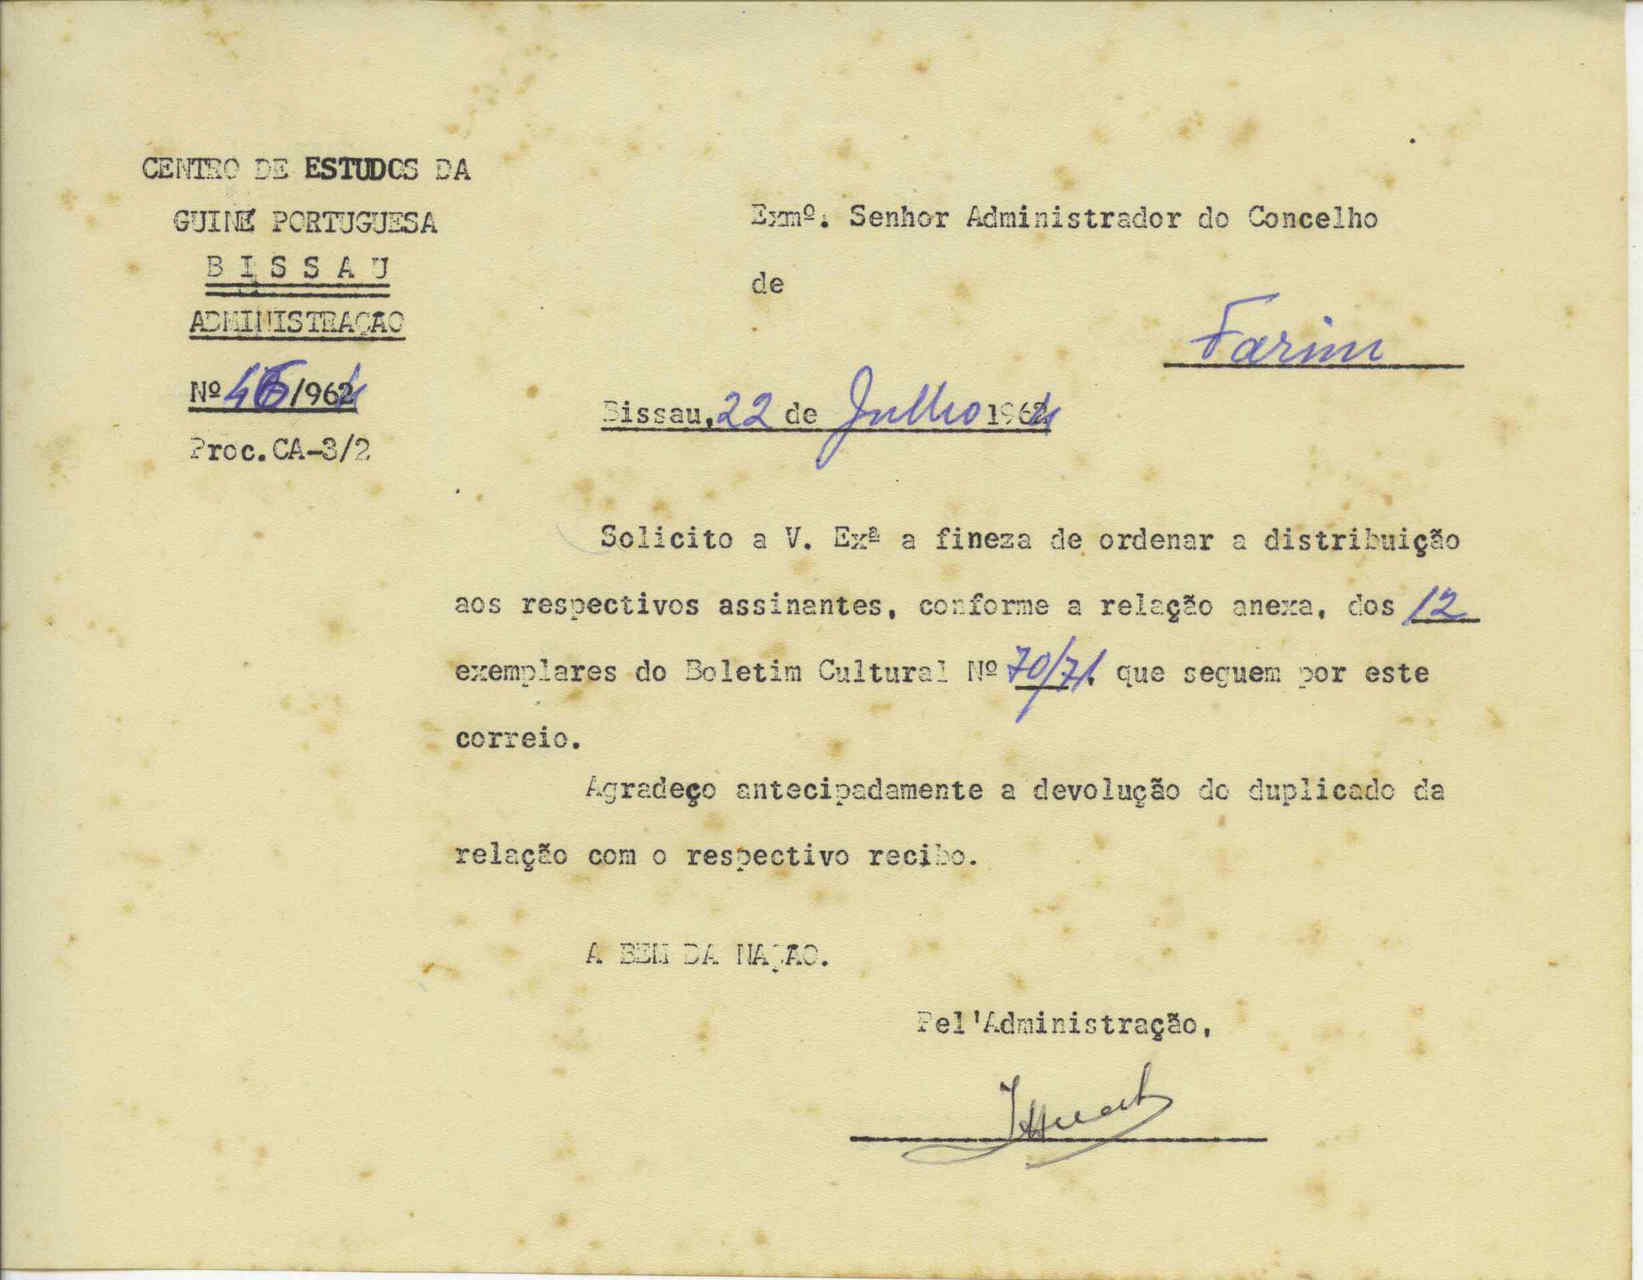 CENTRO DE ESTUDOS DA
GUINÉ PORTUGUESA
BISSAU
ADMINISTRAÇÃO
Nº /964
Proc.CA-3/2
Exmº. Senhor Administrador do Concelho
de
Farim
Bissau,22 de Julho 1964
Solicito a V. Exª a fineza de ordenar a distribuição
aos respectivos assinantes, conforme a relação anexa, dos 12
exemplares do Boletim Cultural Nº 70/71, que seguem por este
correio.
Agradeço antecipadamente a devolução do duplicado da
relação com o respectivo recibo.
A BEM DA NAÇÃO.
Pel'Administração,